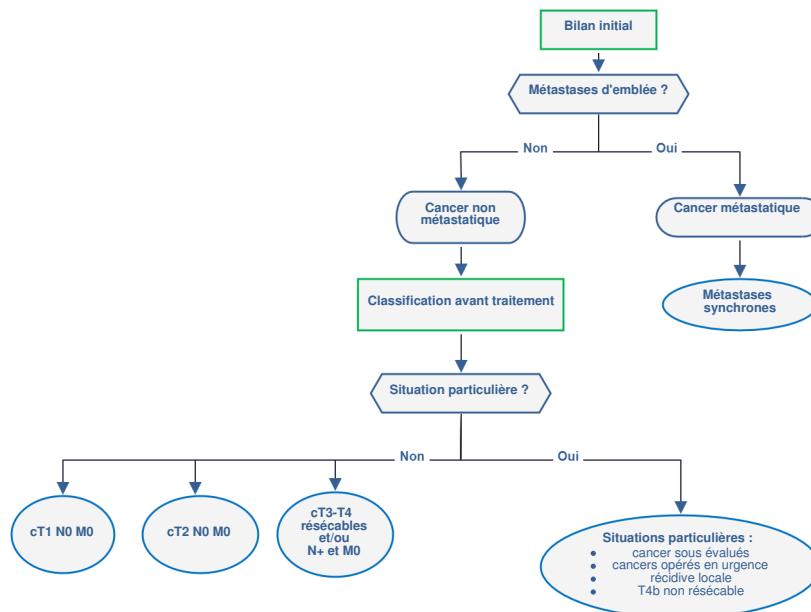 Bilan initial
Métastases d'emblée ?
Non
Oui
Cancer non
métastatique
Cancer métastatique
Classification avant traitement
Métastases
synchrones
Situation particulière ?
Non
Oui
cT1 N0 M0
cT2 N0 M0
cT3-T4
résécables
et/ou
N+ et M0
Situations particulières :
• cancer sous évalués
• cancers opérés en urgence
• récidive locale
• T4b non résécable